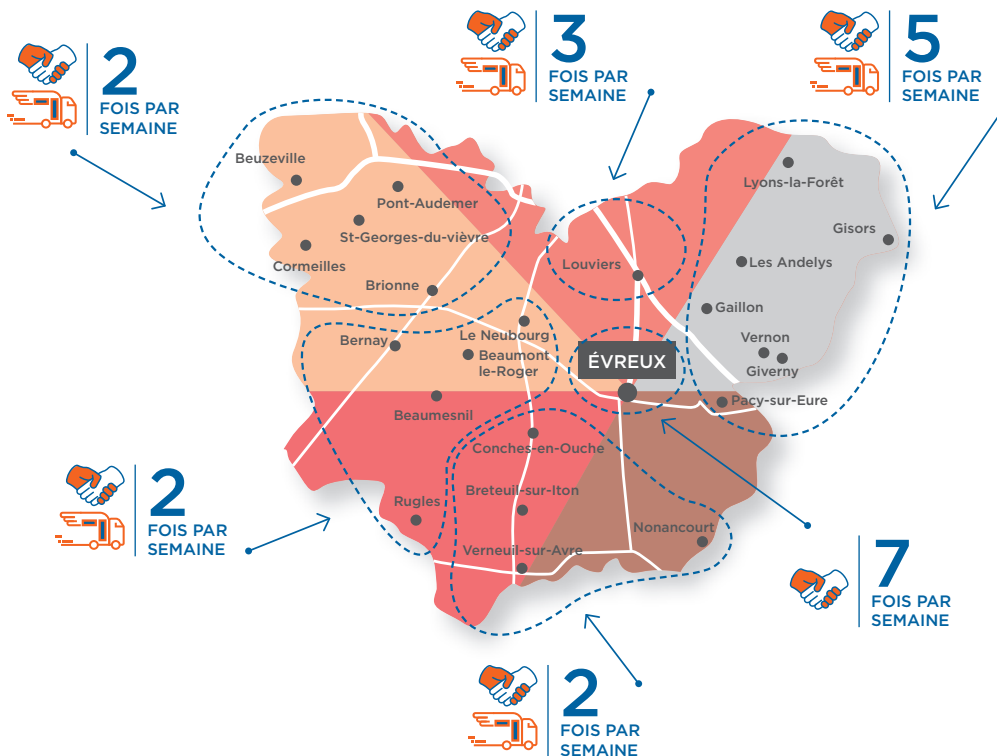 2
FOIS PAR
SEMAINE
3
FOIS PAR
SEMAINE
5
FOIS PAR
SEMAINE
Beuzeville
Pont-Audemer
St-Georges-du-vièvre
Cormeilles
Brionne
Lyons-la-Forêt
Gisors
Louviers
Les Andelys
Gaillon
Bernay
Le Neubourg
Beaumont
le-Roger
ÉVREUX
Vernon
Giverny
Beaumesnil
Pacy-sur-Eure
Conches-en-Ouche
Rugles
Breteuil-sur-Iton
Nonancourt
Verneuil-sur-Avre
2
FOIS PAR
SEMAINE
7
FOIS PAR
SEMAINE
2
FOIS PAR
SEMAINE